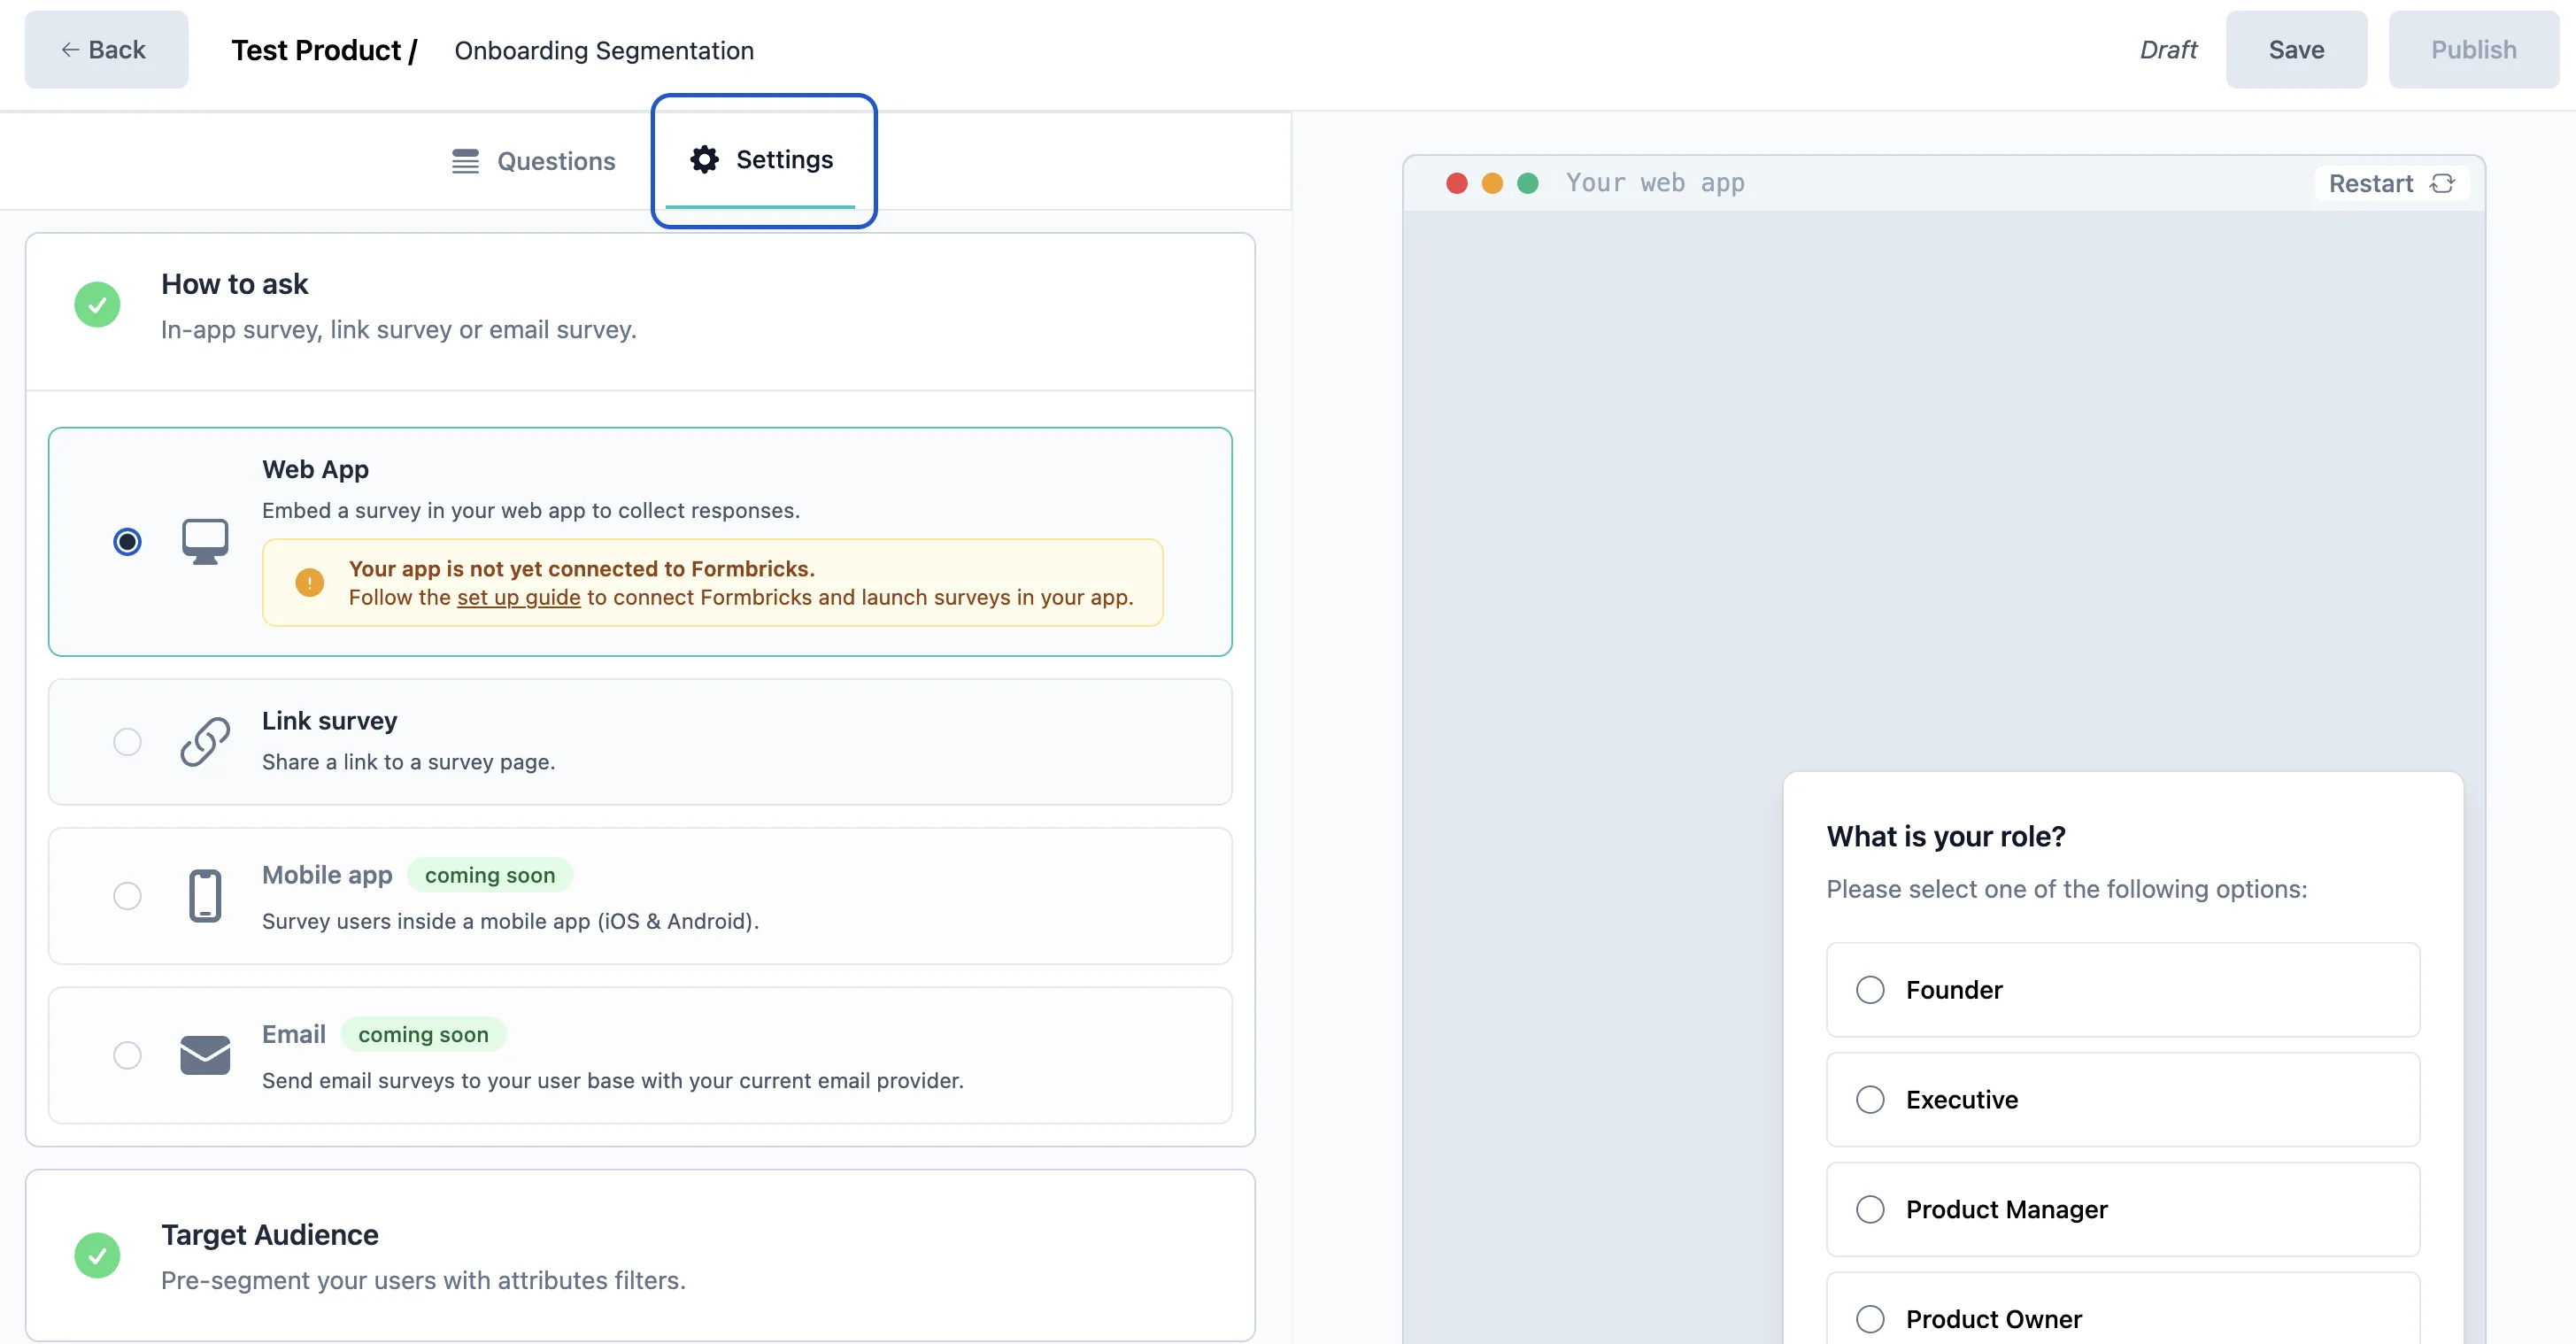 Back
Test Product /
Onboarding Segmentation
Draft
Save
Publish
Questions
Settings
How to ask
In-app survey, link survey or email survey.
Web App
Embed a survey in your web app to collect responses.
Your app is not yet connected to Formbricks.
Follow the set up guide to connect Formbricks and launch surveys in your app.
Link survey
Share a link to a survey page.
Mobile app coming soon
Survey users inside a mobile app (iOS & Android).
Email coming soon
Send email surveys to your user base with your current email provider.
Target Audience
Pre-segment your users with attributes filters.
Your web app
Restart
What is your role?
Please select one of the following options:
Founder
Executive
Product Manager
Product Owner